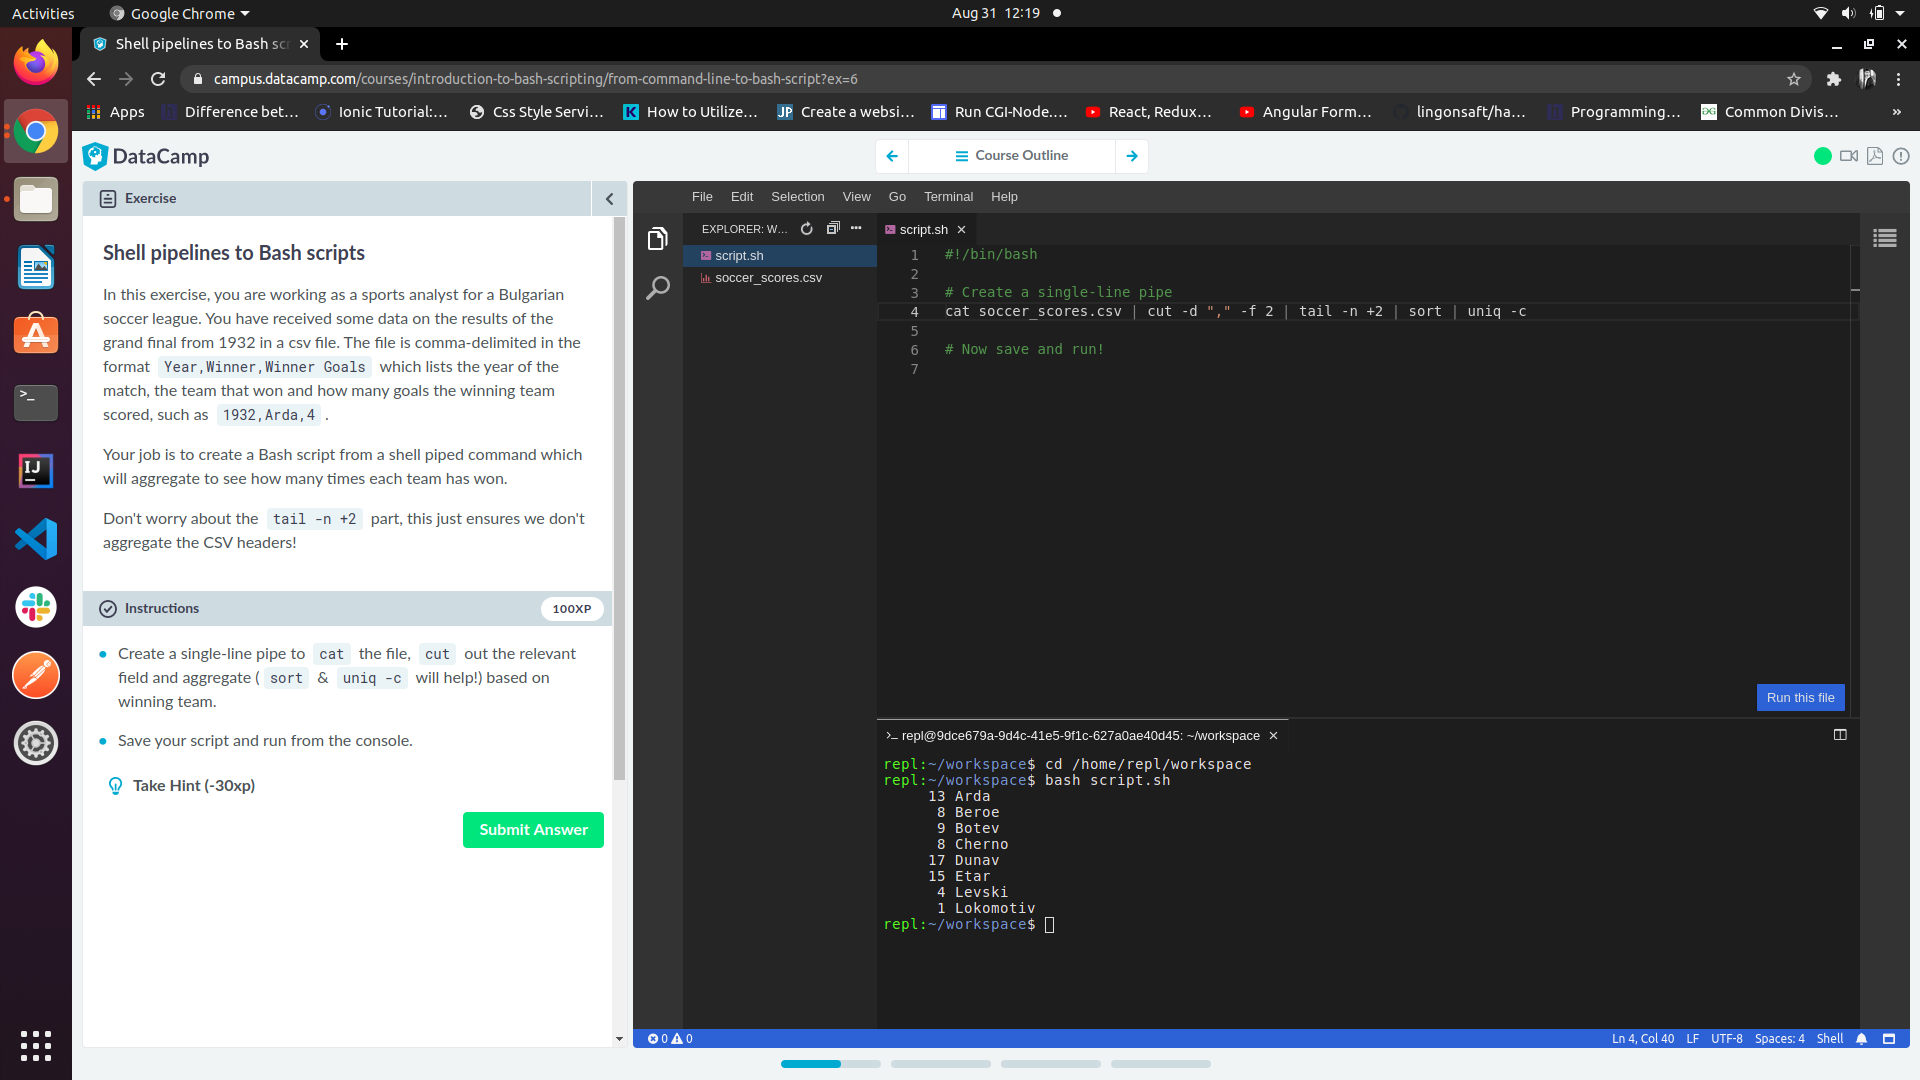 Activities
Google Chrome
Aug 31 12:19
Shell pipelines to Bash scr
campus.datacamp.com/courses/introduction-to-bash-scripting/from-command-line-to-bash-script?ex=6
Apps
Difference bet...
Ionic Tutorial:...
Css Style Servi...
How to Utilize...
JP Create a websi...
Run CGI-Node....
React, Redux...
Angular Form...
lingonsaft/ha...
Programming...
Common Divis...
»
DataCamp
Course Outline
Exercise
Shell pipelines to Bash scripts
In this exercise, you are working as a sports analyst for a Bulgarian
soccer league. You have received some data on the results of the
grand final from 1932 in a csv file. The file is comma-delimited in the
format Year,Winner,Winner Goals which lists the year of the
match, the team that won and how many goals the winning team
scored, such as 1932,Arda,4 .
Your job is to create a Bash script from a shell piped command which
will aggregate to see how many times each team has won.
Don't worry about the tail -n +2 part, this just ensures we don't
aggregate the CSV headers!
Instructions
100XP
Create a single-line pipe to cat the file, cut out the relevant
field and aggregate ( sort & uniq -c will help!) based on
winning team.
Save your script and run from the console.
Take Hint (-30xp)
Submit Answer
File Edit Selection View Go Terminal Help
EXPLORER: W...
script.sh
soccer_scores.csv
script.sh
1 #!/bin/bash
2
3 # Create a single-line pipe
4 cat soccer_scores.csv | cut -d "," -f 2 | tail -n +2 | sort | uniq -c
5
6 # Now save and run!
7
Run this file
repl@9dce679a-9d4c-41e5-9f1c-627a0ae40d45: ~/workspace
repl:~/workspace$ cd /home/repl/workspace
repl:~/workspace$ bash script.sh
13 Arda
8 Beroe
9 Botev
8 Cherno
17 Dunav
15 Etar
4 Levski
1 Lokomotiv
repl:~/workspace$
0 0
Ln 4, Col 40 LF UTF-8 Spaces: 4 Shell
IJ